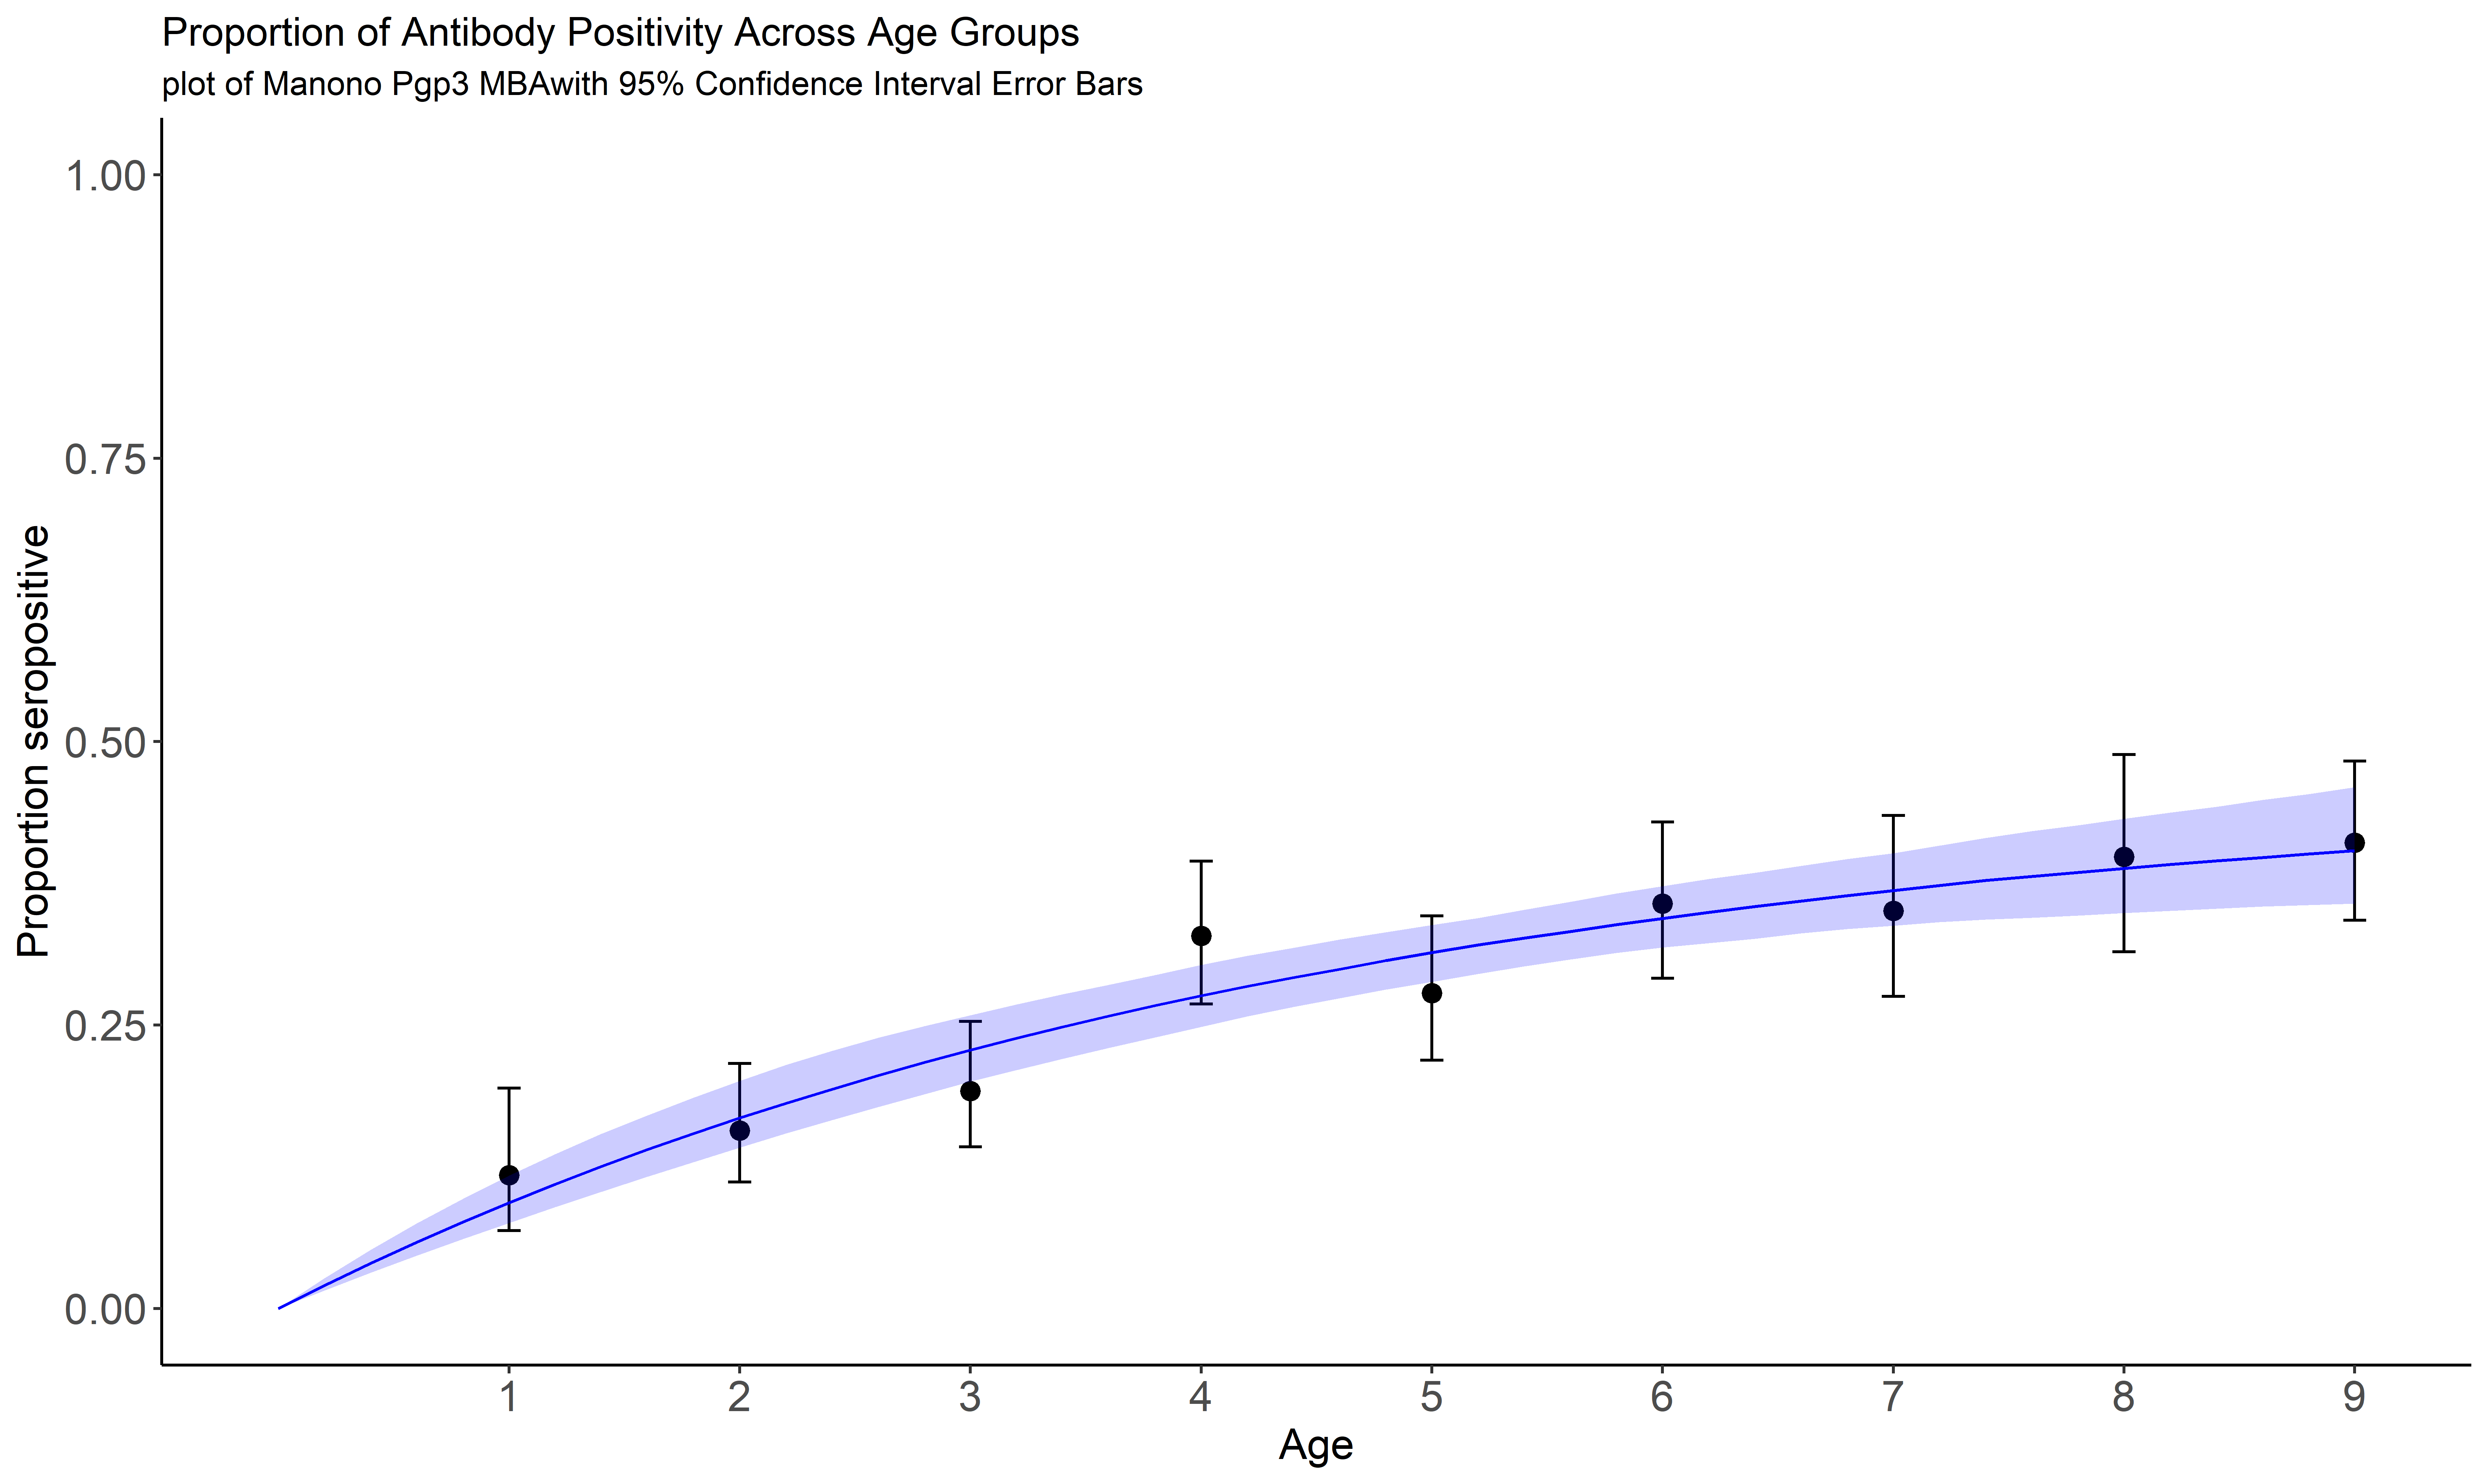 Proportion of Antibody Positivity Across Age Groups
plot of Manono Pgp3 MBAwith 95% Confidence Interval Error Bars
Proportion seropositive
1.00
0.75
0.50
0.25
0.00
1 2 3 4 5 6 7 8 9
Age